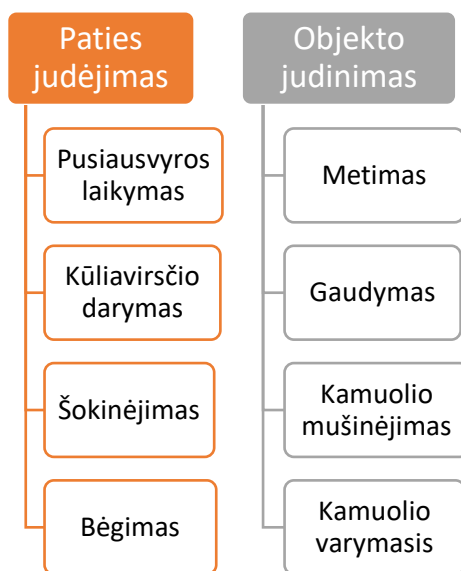 Paties
judėjimas
Pusiausvyros
laikymas
Kūliavirsčio
darymas
Šokinėjimas
Bėgimas
Objekto
judinimas
Metimas
Gaudymas
Kamuolio
mušinėjimas
Kamuolio
varymasis